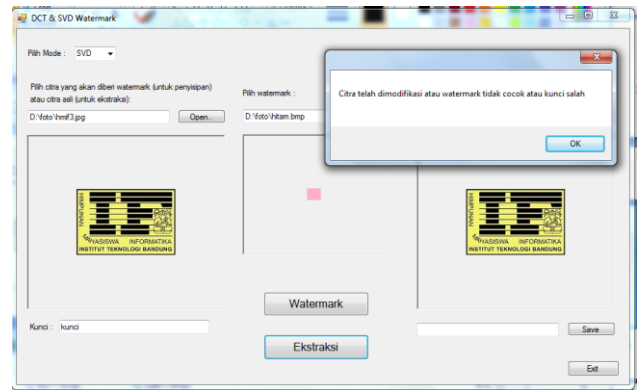 DCT & SVD Watermark
Pilih Mode :
SVD
Pilih citra yang akan diberi watermark (untuk penyisipan)
atau citra asli (untuk ekstraksi):
D:\foto\hmif3.jpg
Open..
Pilih watermark :
D:\foto\hitam.bmp
Citra telah dimodifikasi atau watermark tidak cocok atau kunci salah
OK
HIMPUNAN
MAHASISWA INFORMATIKA
INSTITUT TEKNOLOGI BANDUNG
HIMPUNAN
MAHASISWA INFORMATIKA
INSTITUT TEKNOLOGI BANDUNG
Watermark
Kunci :
kunci
Ekstraksi
Save
Exit